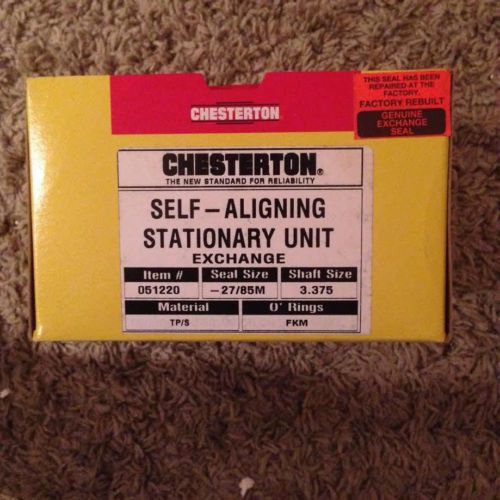 CHESTERTON
THIS SEAL HAS BEEN
REPAIRED AT THE
FACTORY.
FACTORY REBUILT
GENUINE
EXCHANGE
SEAL
CHESTERTON®
THE NEW STANDARD FOR RELIABILITY
SELF-ALIGNING
STATIONARY UNIT
EXCHANGE
Item # Seal Size Shaft Size
051220 -27/85M 3.375
Material O' Rings
TP/S FKM